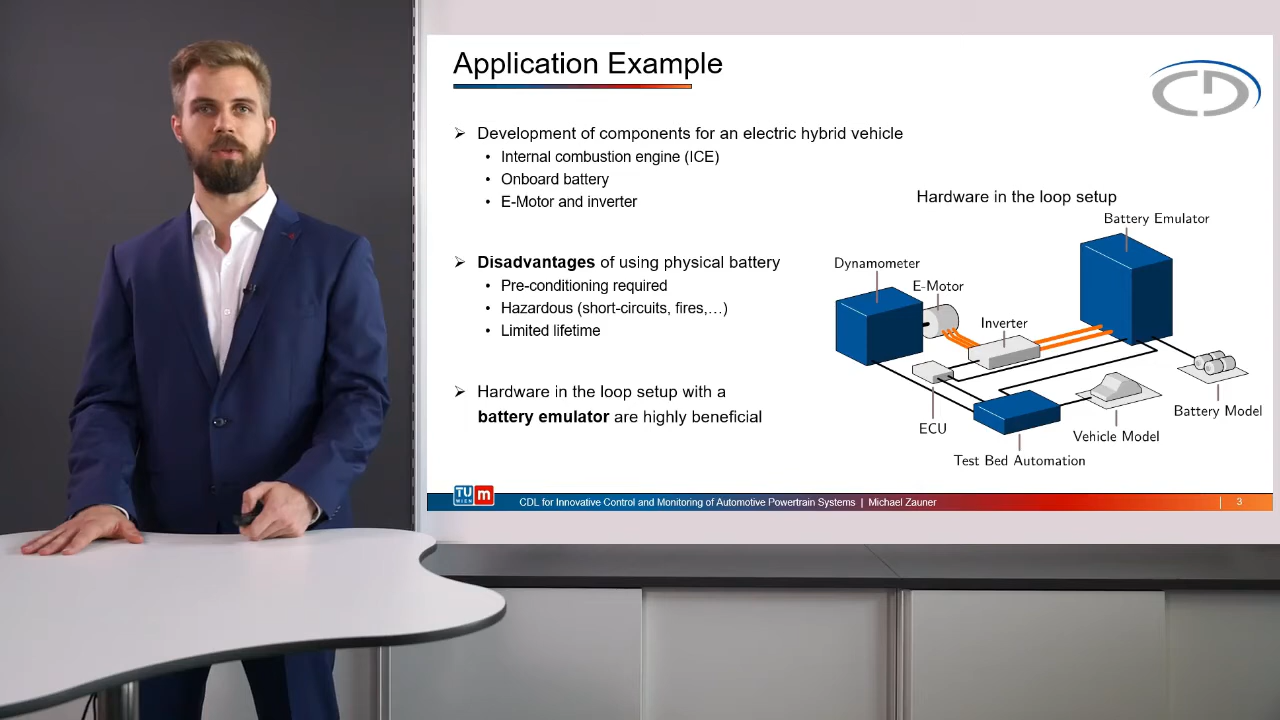 Application Example
CD
➢ Development of components for an electric hybrid vehicle
• Internal combustion engine (ICE)
• Onboard battery
• E-Motor and inverter
➢ Disadvantages of using physical battery
• Pre-conditioning required
• Hazardous (short-circuits, fires,…)
• Limited lifetime
➢ Hardware in the loop setup with a
battery emulator are highly beneficial
Hardware in the loop setup
Battery Emulator
Dynamometer
E-Motor
Inverter
Battery Model
ECU
Vehicle Model
Test Bed Automation
TU
WIEN
m
CDL for Innovative Control and Monitoring of Automotive Powertrain Systems | Michael Zauner
| 3